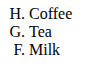 H. Coffee
G. Tea
F. Milk